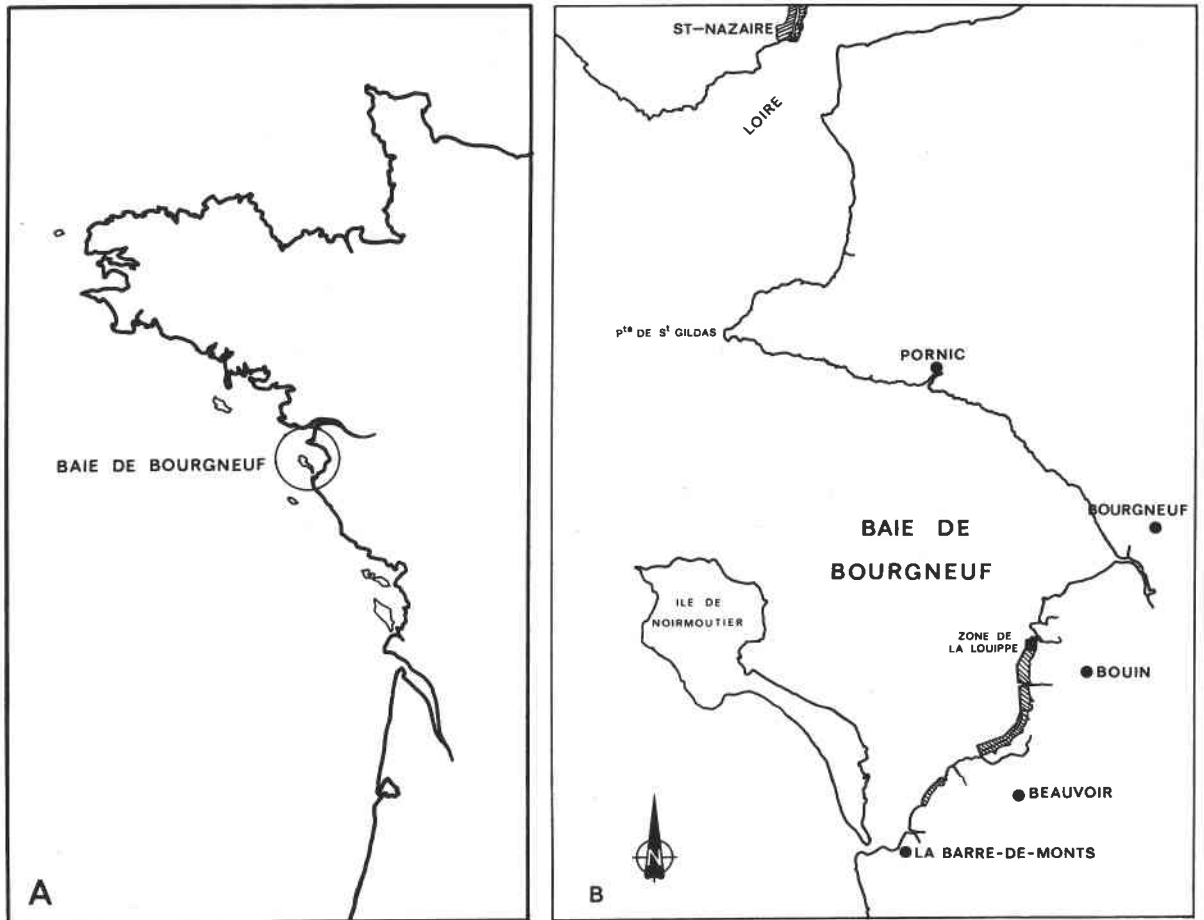 BAIE DE BOURGNEUF
A
ST-NAZAIRE
LOIRE
Pte DE St GILDAS
PORNIC
BOURGNEUF
BAIE DE
BOURGNEUF
ILE DE
NOIRMOUTIER
ZONE DE
LA LOUIPPE
BOUIN
BEAUVOIR
N
LA BARRE-DE-MONTS
B